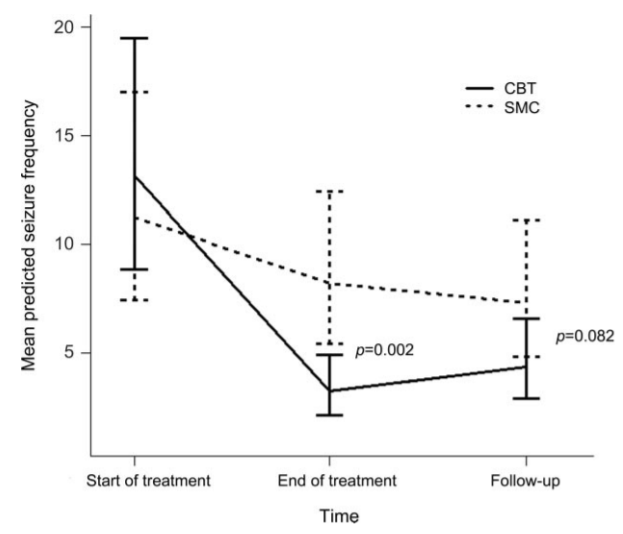 20
15
10
5
Mean predicted seizure frequency
CBT
SMC
p=0.002
p=0.082
Start of treatment
End of treatment
Follow-up
Time